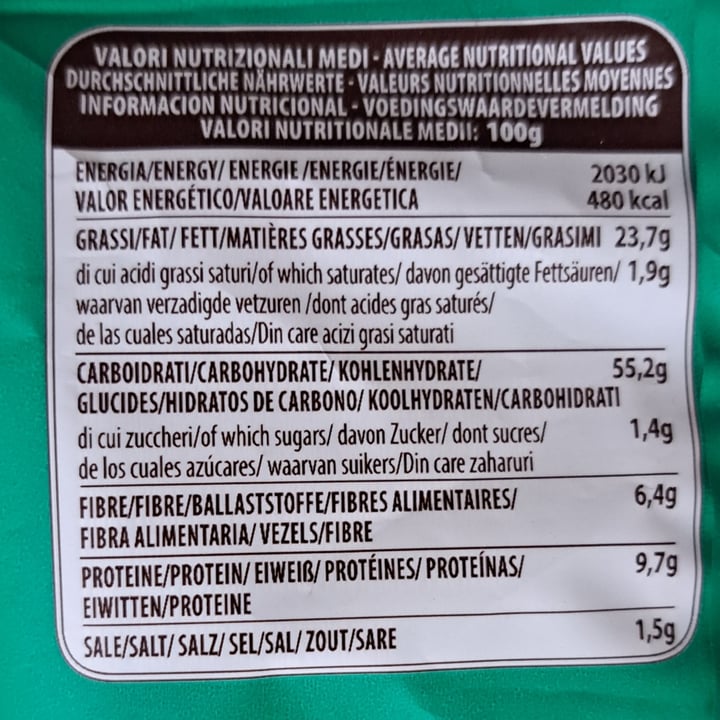 VALORI NUTRIZIONALI MEDI - AVERAGE NUTRITIONAL VALUES
DURCHSCHNITTLICHE NÄHRWERTE - VALEURS NUTRITIONNELLES MOYENNES
INFORMACION NUTRICIONAL - VOEDINGSWAARDEVERMELDING
VALORI NUTRITIONALE MEDII: 100g
ENERGIA/ENERGY/ ENERGIE /ENERGIE/ÉNERGIE/ 2030 kJ
VALOR ENERGÉTICO/VALOARE ENERGETICA 480 kcal
GRASSI/FAT/ FETT/MATIÈRES GRASSES/GRASAS/ VETTEN/GRASIMI 23,7g
di cui acidi grassi saturi/of which saturates/ davon gesättigte Fettsäuren/ 1,9g
waarvan verzadigde vetzuren /dont acides gras saturés/
de las cuales saturadas/Din care acizi grasi saturati
CARBOIDRATI/CARBOHYDRATE/ KOHLENHYDRATE/ 55,2g
GLUCIDES/HIDRATOS DE CARBONO/ KOOLHYDRATEN/CARBOHIDRATI
di cui zuccheri/of which sugars/ davon Zucker/ dont sucres/ 1,4g
de los cuales azúcares/ waarvan suikers/Din care zaharuri
FIBRE/FIBRE/BALLASTSTOFFE/FIBRES ALIMENTAIRES/ 6,4g
FIBRA ALIMENTARIA/ VEZELS/FIBRE
PROTEINE/PROTEIN/ EIWEIß/ PROTÉINES/ PROTEÍNAS/ 9,7g
EIWITTEN/PROTEINE
SALE/SALT/ SALZ/ SEL/SAL/ ZOUT/SARE 1,5g